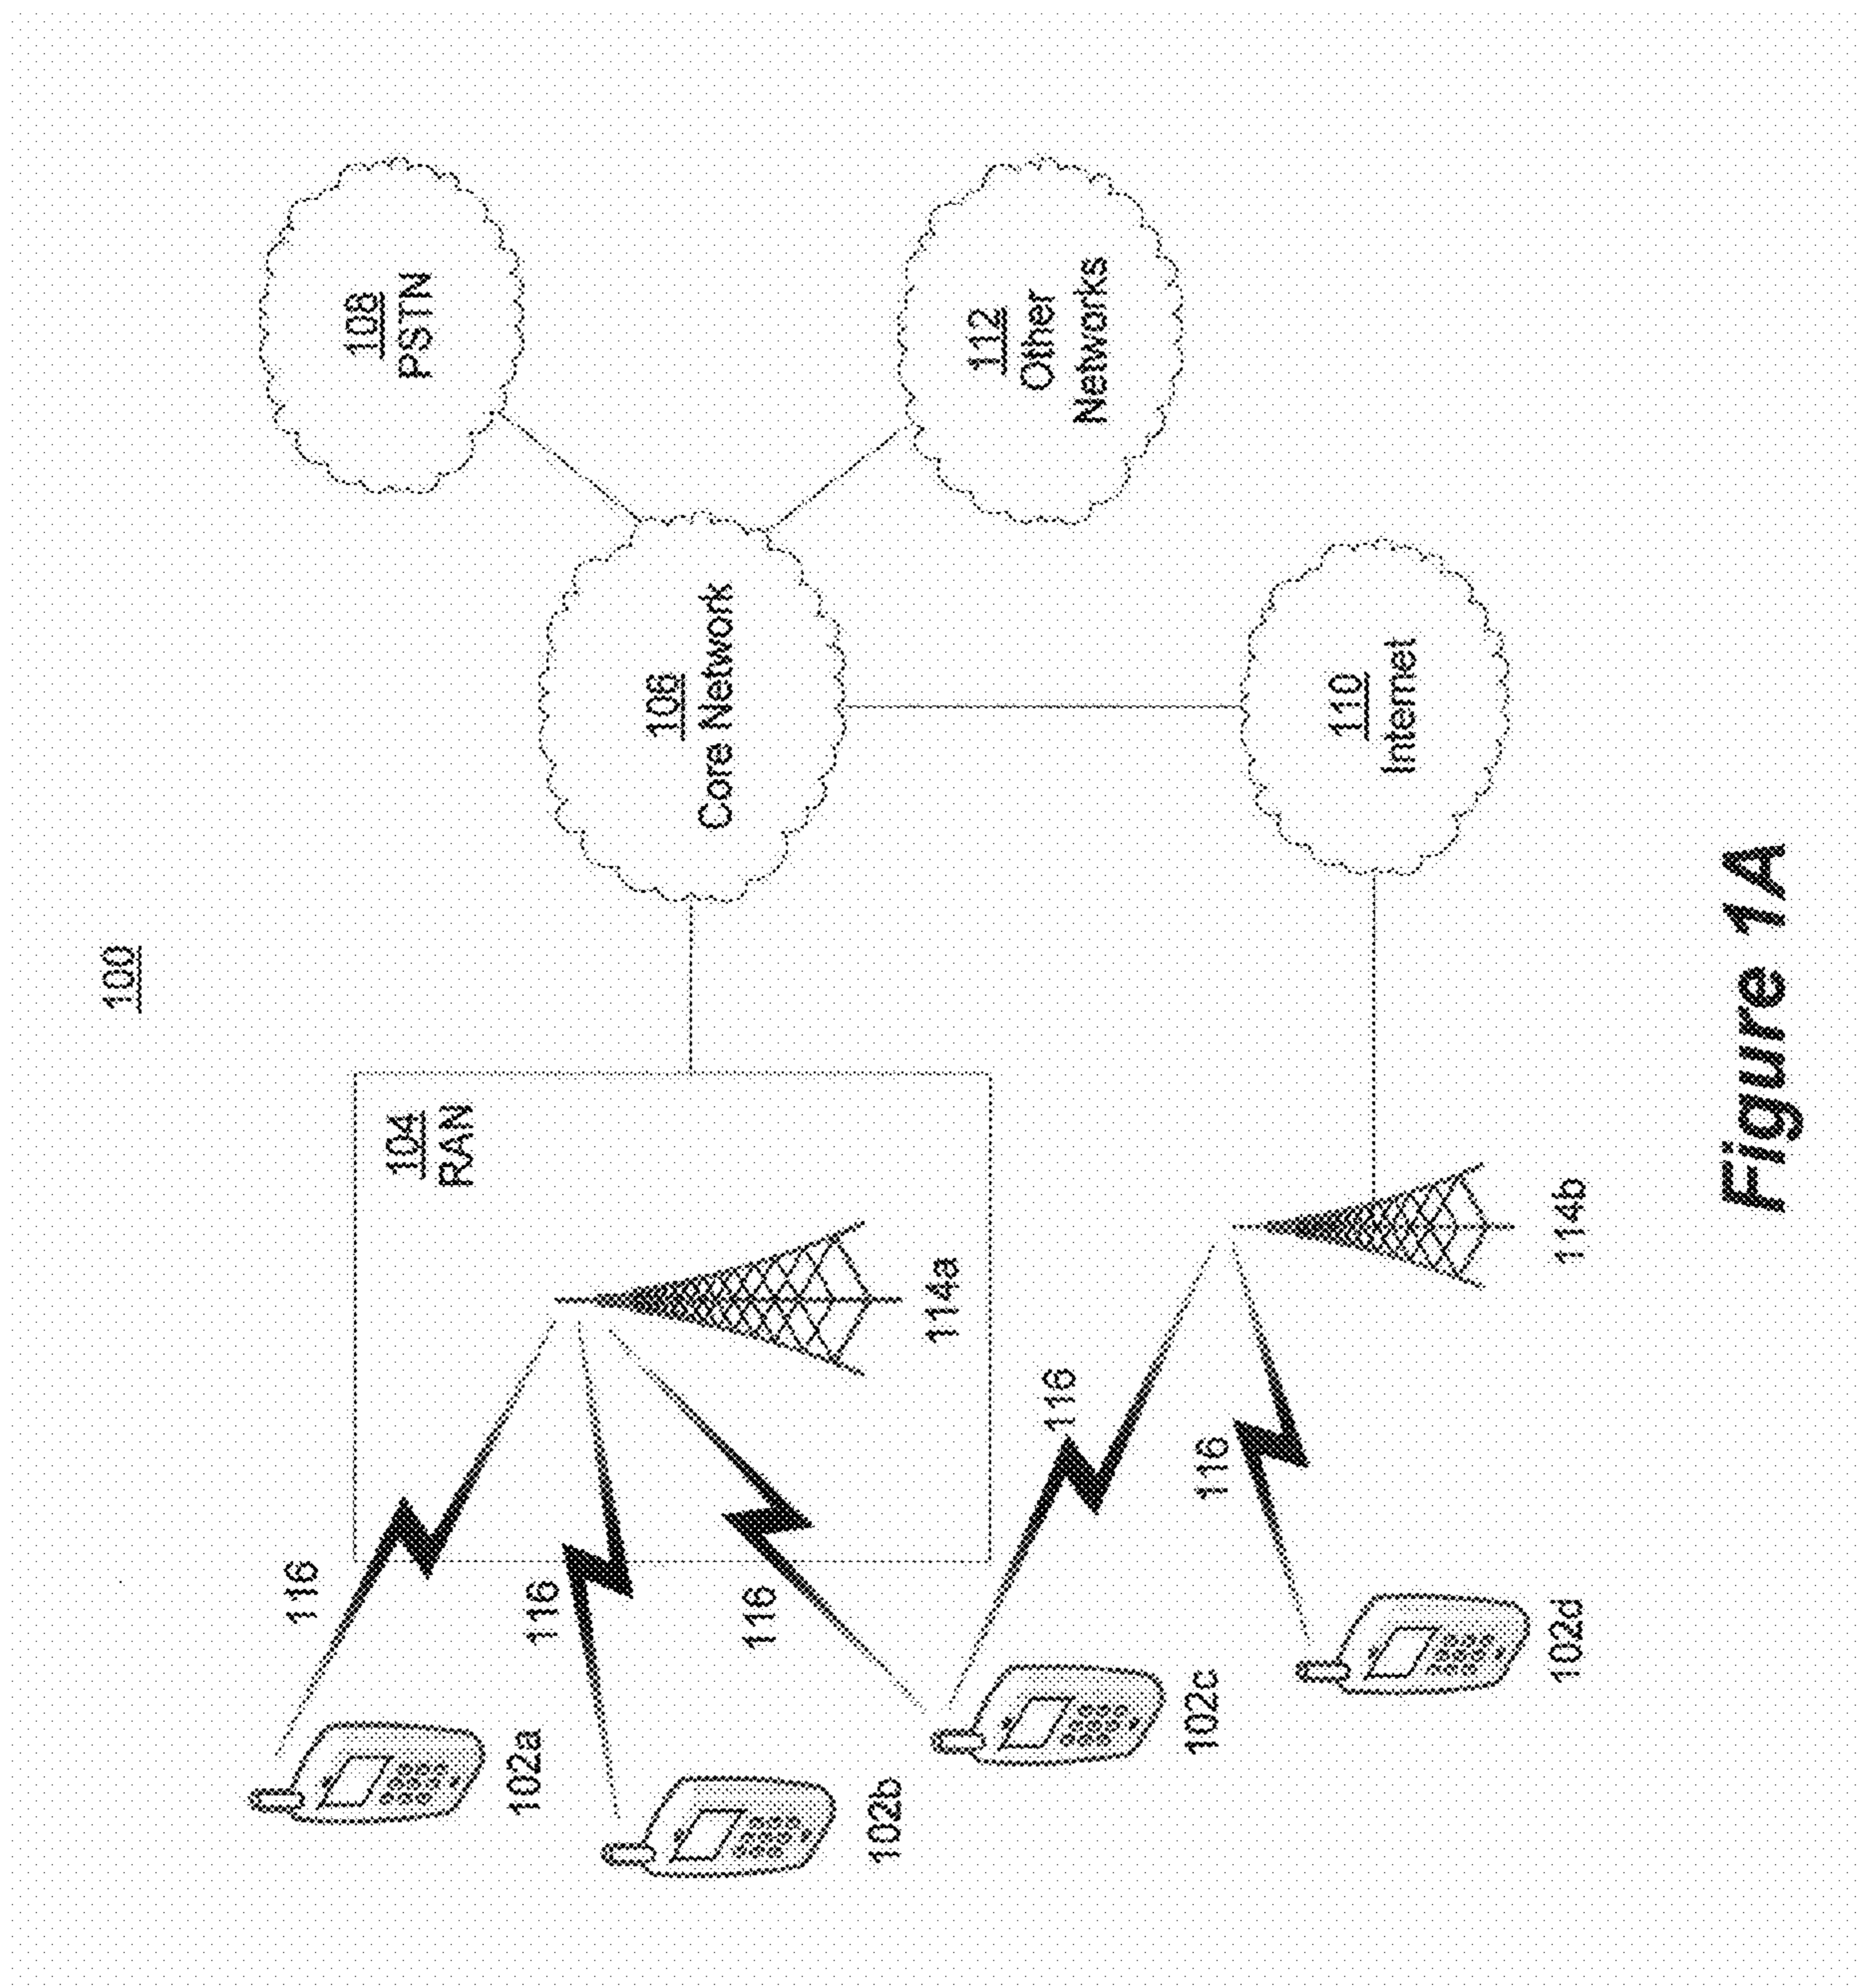 100
108
PSTN
104
RAN
106
Core Network
112
Other
Networks
116
102a
116
102b
116
114a
116
102c
116
102d
114b
110
Internet
Figure 1A